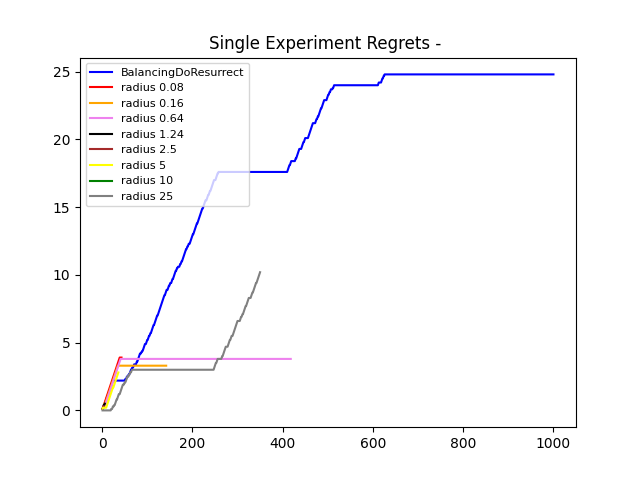 Single Experiment Regrets -
BalancingDoResurrect
radius 0.08
radius 0.16
radius 0.64
radius 1.24
radius 2.5
radius 5
radius 10
radius 25
25
20
15
10
5
0
0 200 400 600 800 1000